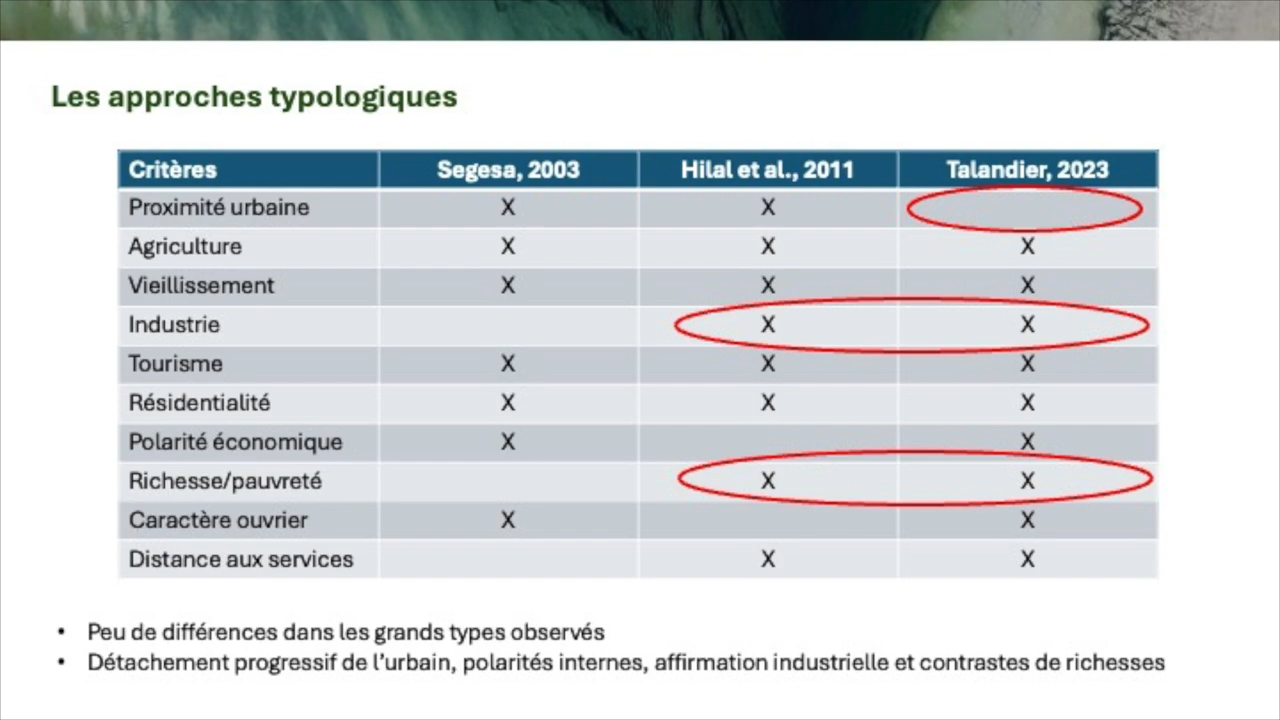 Les approches typologiques
Critères Segesa, 2003 Hilal et al., 2011 Talandier, 2023
Proximité urbaine X X
Agriculture X X X
Vieillissement X X X
Industrie X X
Tourisme X X X
Résidentialité X X X
Polarité économique X X
Richesse/pauvreté X X
Caractère ouvrier X X
Distance aux services X X
• Peu de différences dans les grands types observés
• Détachement progressif de l’urbain, polarités internes, affirmation industrielle et contrastes de richesses